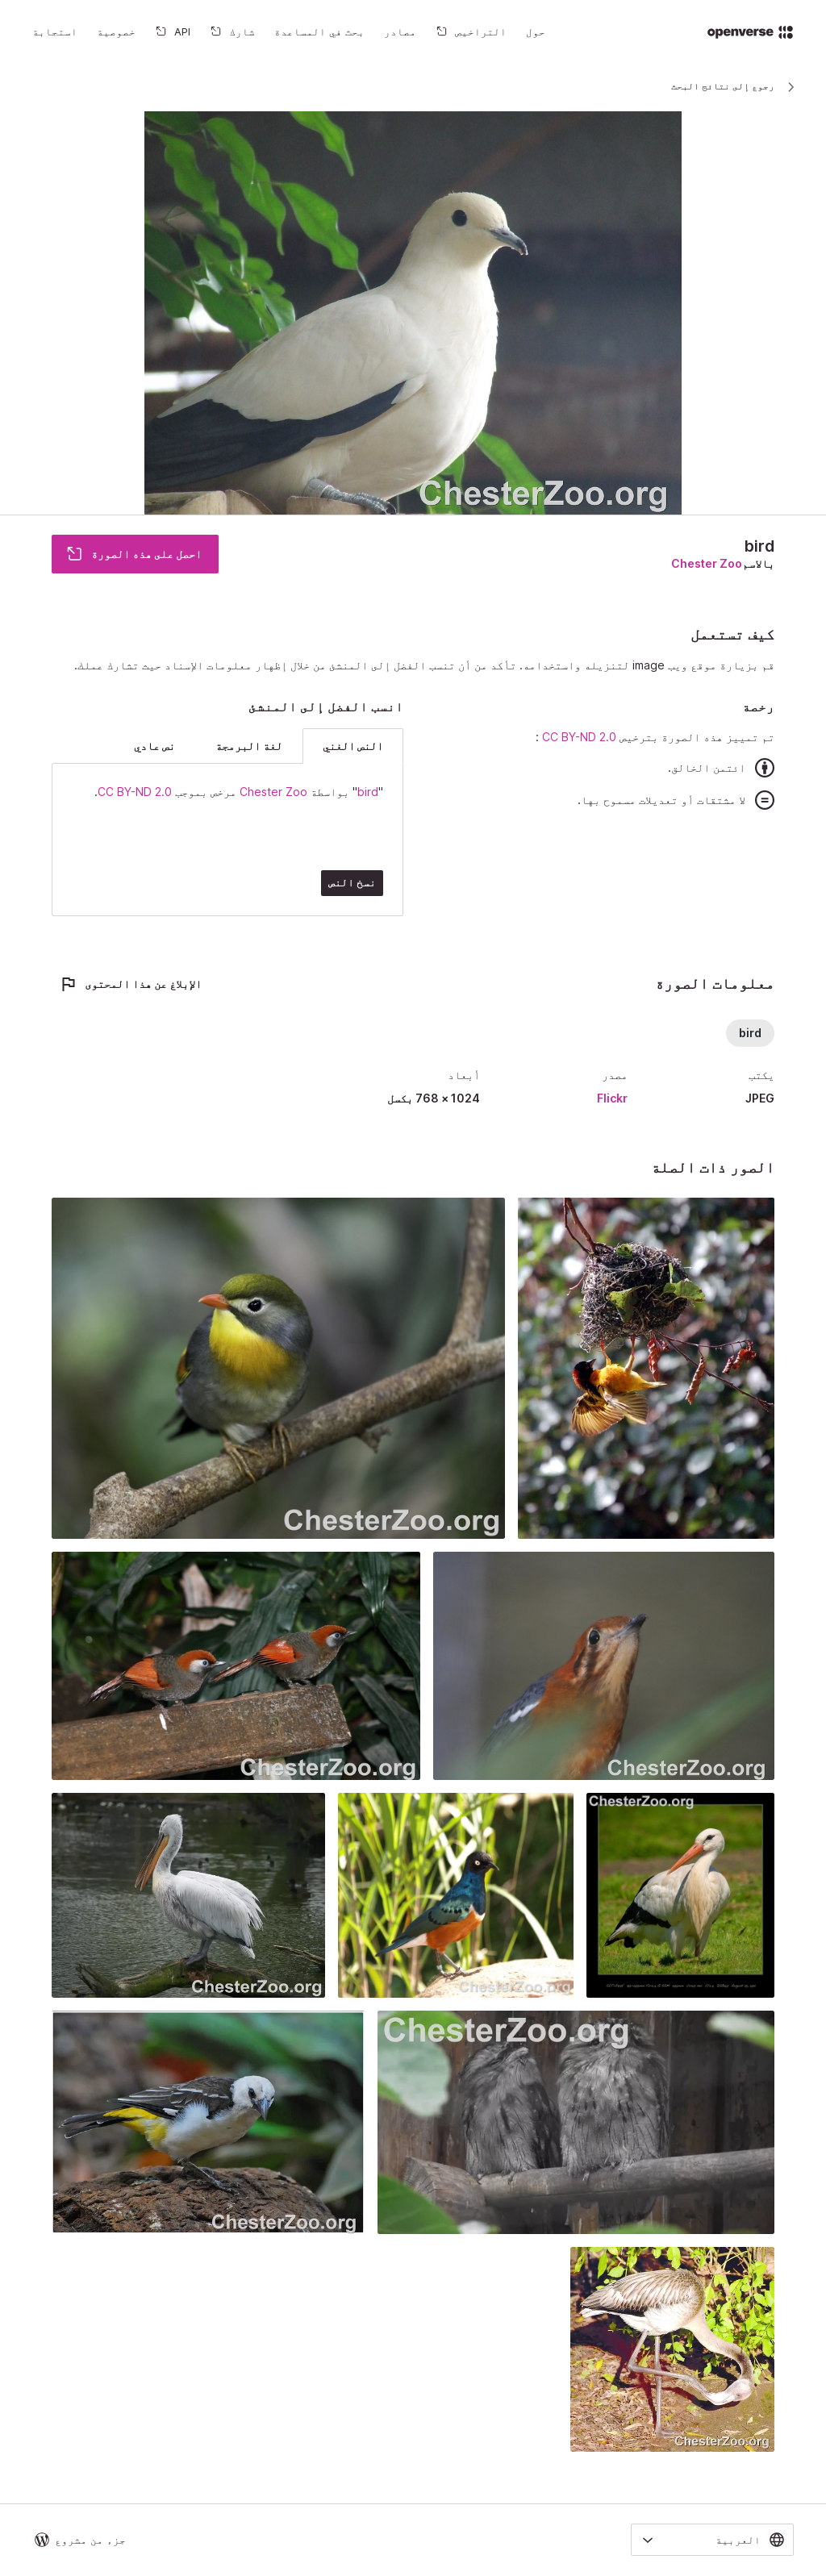 openverse
حول
التراخيص
مصادر
بحث في المساعدة
شارك
API
خصوصية
استجابة
رجوع إلى نتائج البحث
ChesterZoo.org
bird
بالاسم Chester Zoo
احصل على هذه الصورة
كيف تستعمل
قم بزيارة موقع ويب image لتنزيله واستخدامه. تأكد من أن تنسب الفضل إلى المنشئ من خلال إظهار معلومات الإسناد حيث تشارك عملك.
رخصة
تم تمييز هذه الصورة بترخيص CC BY-ND 2.0 :
ائتمن الخالق.
لا مشتقات أو تعديلات مسموح بها.
انسب الفضل إلى المنشئ
النص الغني
لغة البرمجة
نص عادي
"bird" بواسطة Chester Zoo مرخص بموجب CC BY-ND 2.0.
نسخ النص
معلومات الصورة
الإبلاغ عن هذا المحتوى
bird
يكتب
JPEG
مصدر
Flickr
أبعاد
1024 × 768 بكسل
الصور ذات الصلة
ChesterZoo.org
ChesterZoo.org
ChesterZoo.org
ChesterZoo.org
ChesterZoo.org
ChesterZoo.org
ChesterZoo.org
ChesterZoo.org
ChesterZoo.org
العربية
جزء من مشروع